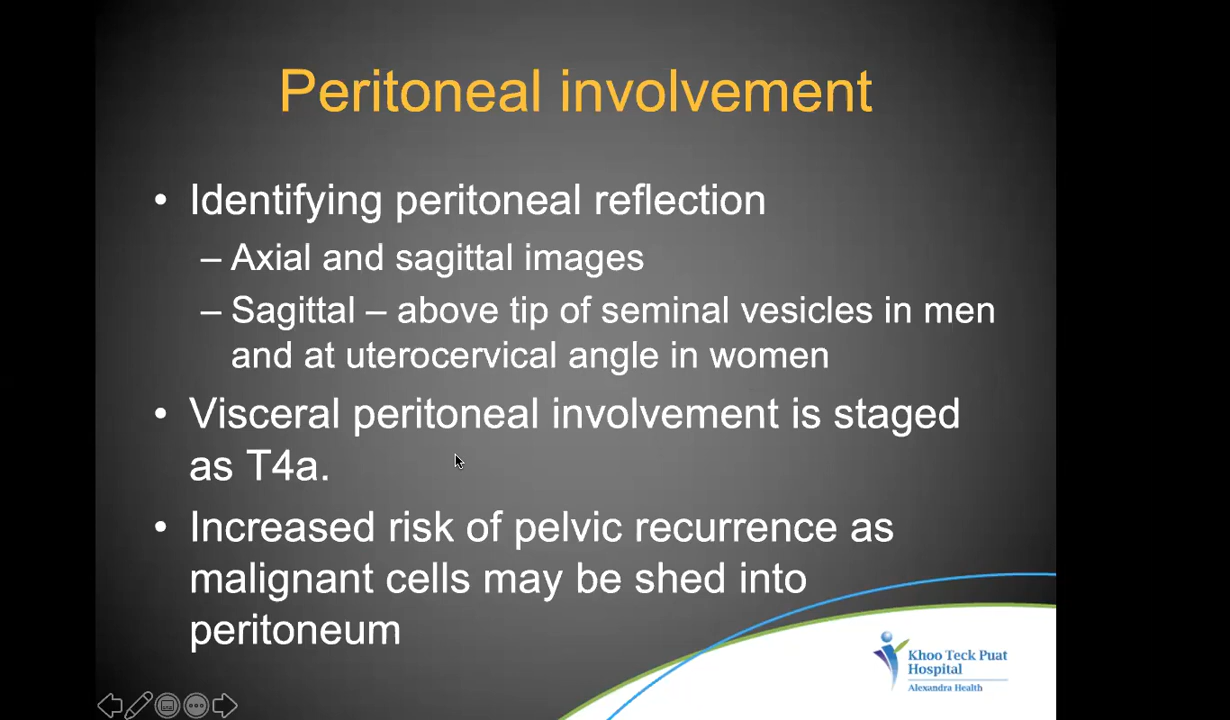 Peritoneal involvement
• Identifying peritoneal reflection
– Axial and sagittal images
– Sagittal – above tip of seminal vesicles in men
and at uterocervical angle in women
• Visceral peritoneal involvement is staged
as T4a.
• Increased risk of pelvic recurrence as
malignant cells may be shed into
peritoneum
Khoo Teck Puat
Hospital
Alexandra Health